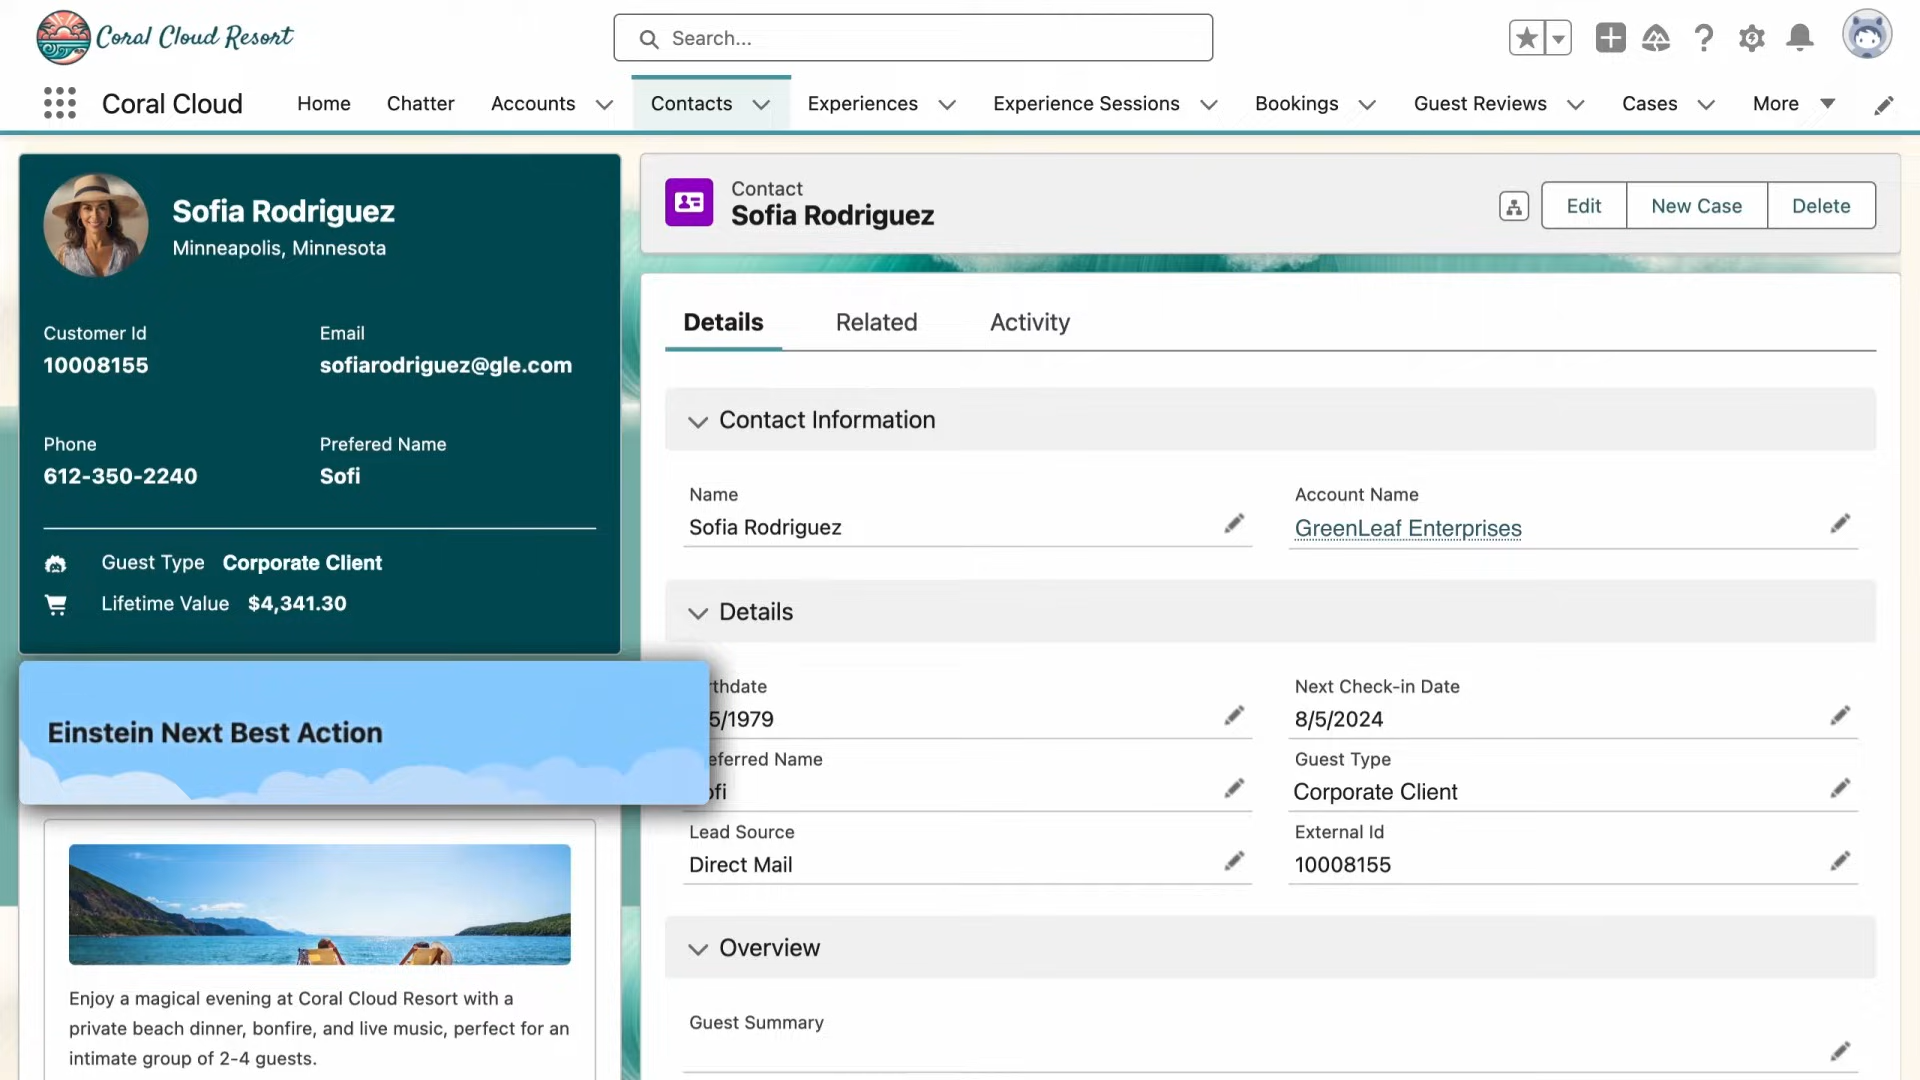 Coral Cloud Resort
Search...
Coral Cloud
Home
Chatter
Accounts
Contacts
Experiences
Experience Sessions
Bookings
Guest Reviews
Cases
More
Sofia Rodriguez
Minneapolis, Minnesota
Customer Id
10008155
Email
sofiarodriguez@gle.com
Phone
612-350-2240
Prefered Name
Sofi
Guest Type Corporate Client
Lifetime Value $4,341.30
Einstein Next Best Action
Enjoy a magical evening at Coral Cloud Resort with a
private beach dinner, bonfire, and live music, perfect for an
intimate group of 2-4 guests.
Contact
Sofia Rodriguez
Edit
New Case
Delete
Details
Related
Activity
Contact Information
Name
Sofia Rodriguez
Account Name
GreenLeaf Enterprises
Details
thdate
5/1979
Next Check-in Date
8/5/2024
eferred Name
ofi
Guest Type
Corporate Client
Lead Source
Direct Mail
External Id
10008155
Overview
Guest Summary